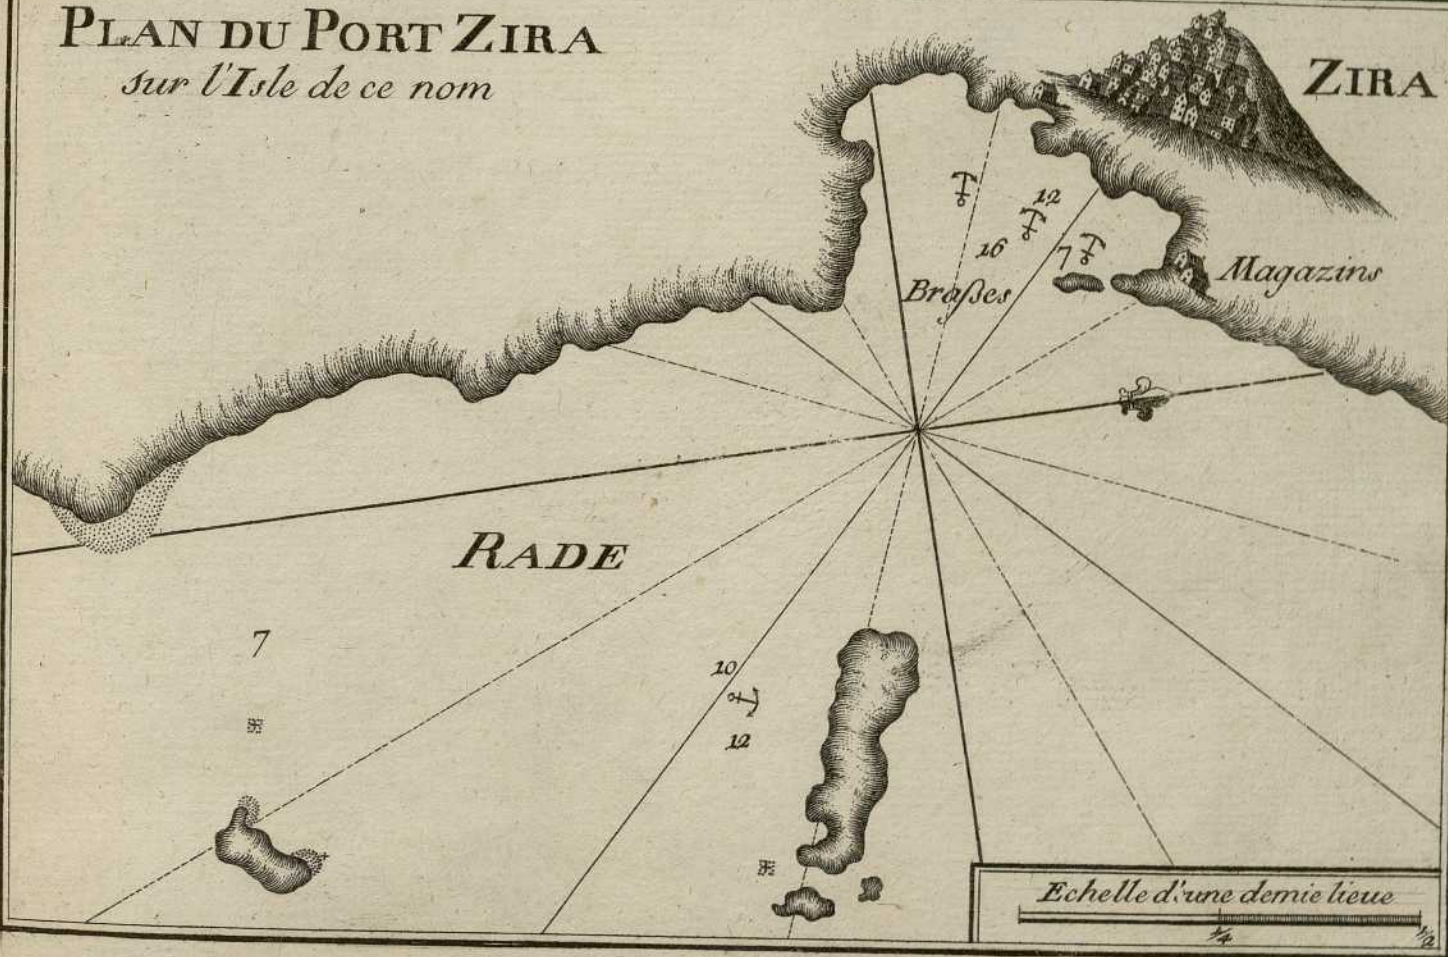 PLAN DU PORT ZIRA
sur l'Isle de ce nom
ZIRA
12
16
7
Braßes
Magazins
RADE
7
10
12
Echelle d'une demie lieue
1/4
1/2